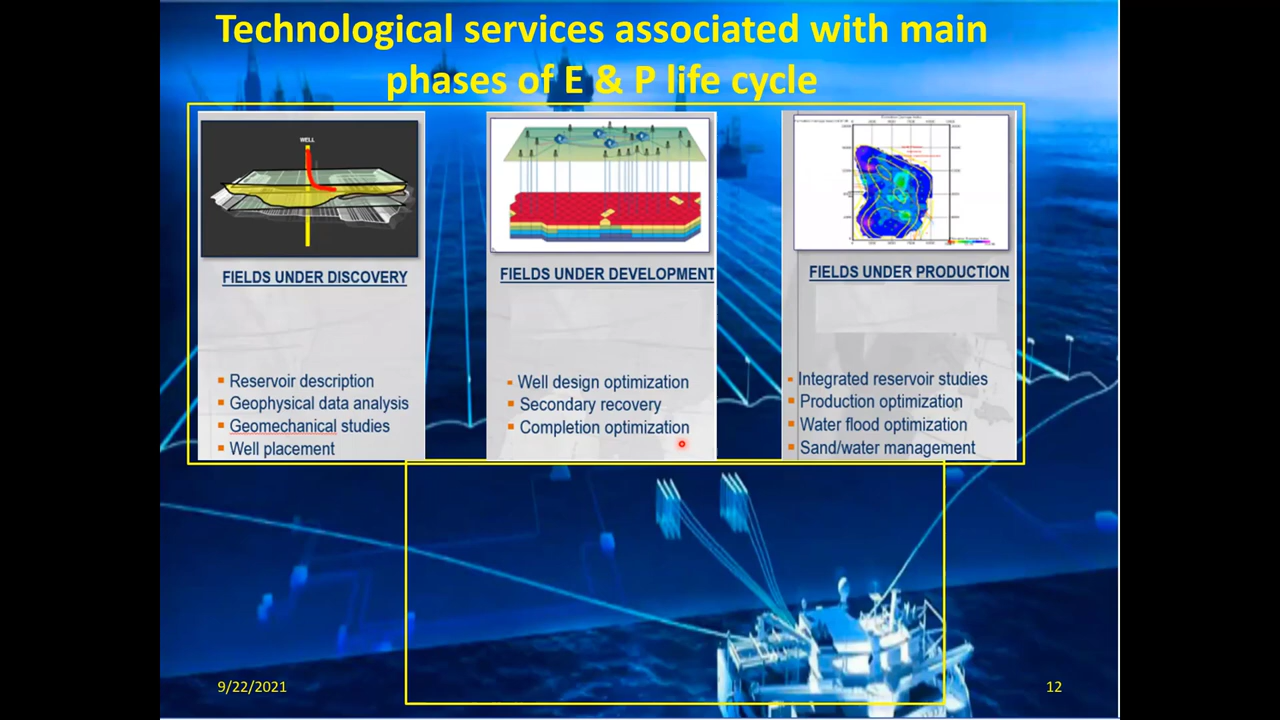 Technological services associated with main
phases of E & P life cycle
WELL
FIELDS UNDER DISCOVERY
▪ Reservoir description
▪ Geophysical data analysis
▪ Geomechanical studies
▪ Well placement
FIELDS UNDER DEVELOPMENT
▪ Well design optimization
▪ Secondary recovery
▪ Completion optimization
FIELDS UNDER PRODUCTION
▪ Integrated reservoir studies
▪ Production optimization
▪ Water flood optimization
▪ Sand/water management
9/22/2021
12